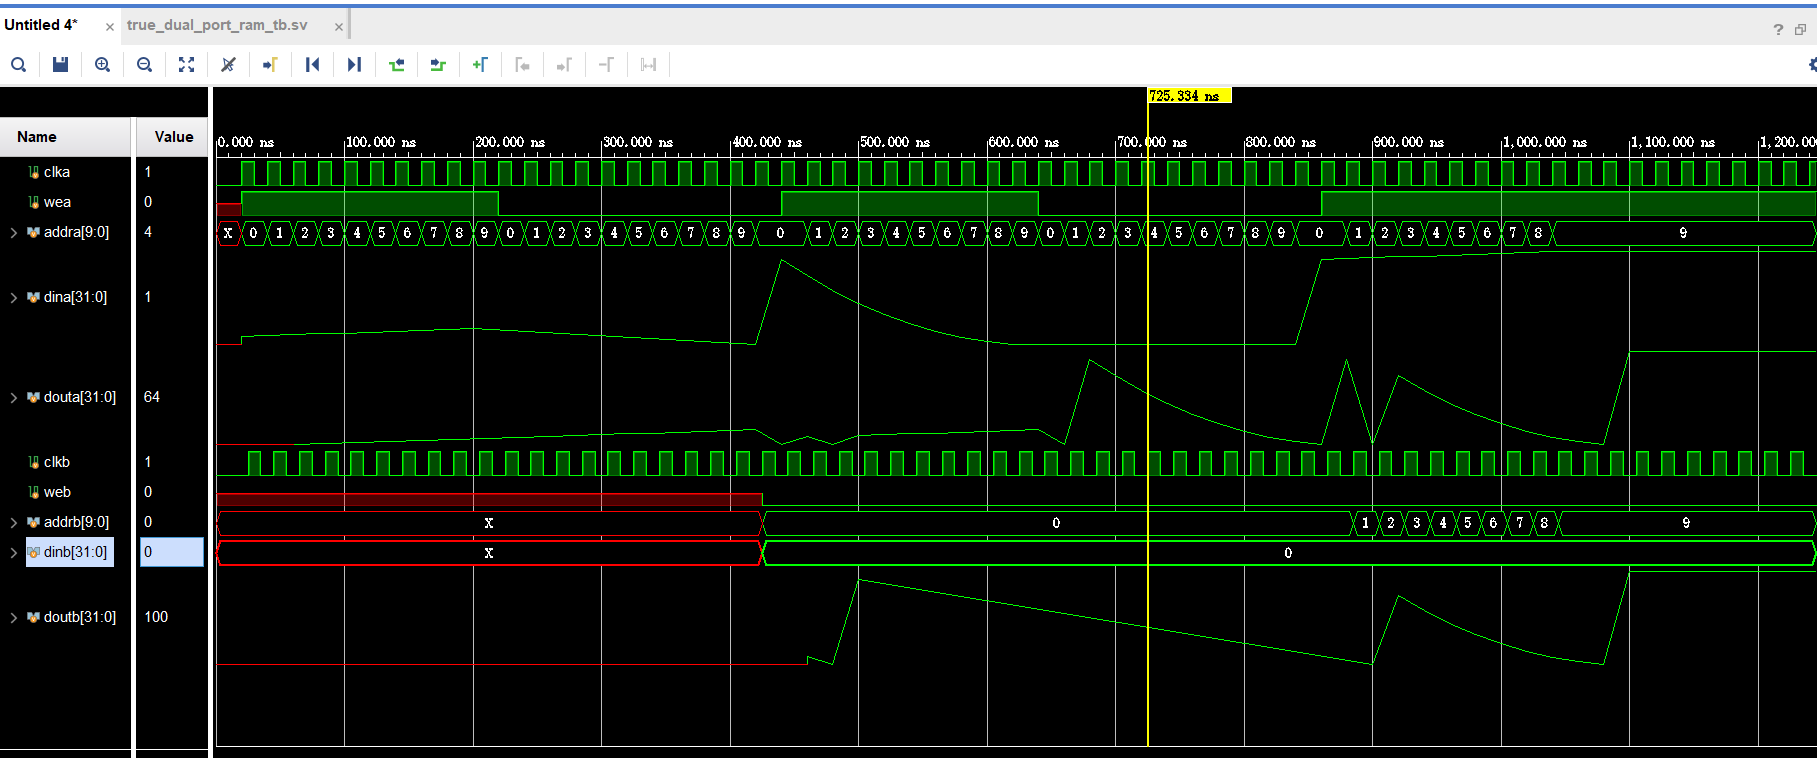 Untitled 4* × true_dual_port_ram_tb.sv ×
?
725.334 ns
Name Value
0.000 ns 100.000 ns 200.000 ns 300.000 ns 400.000 ns 500.000 ns 600.000 ns 700.000 ns 800.000 ns 900.000 ns 1,000.000 ns 1,100.000 ns 1,200.00
clka 1
wea 0
addra[9:0] 4 X 0 1 2 3 4 5 6 7 8 9 0 1 2 3 4 5 6 7 8 9 0 1 2 3 4 5 6 7 8 9 0 1 2 3 4 5 6 7 8 9 0 1 2 3 4 5 6 7 8 9
dina[31:0] 1
douta[31:0] 64
clkb 1
web 0
addrb[9:0] 0 X 0 1 2 3 4 5 6 7 8 9
dinb[31:0] 0 X 0
doutb[31:0] 100